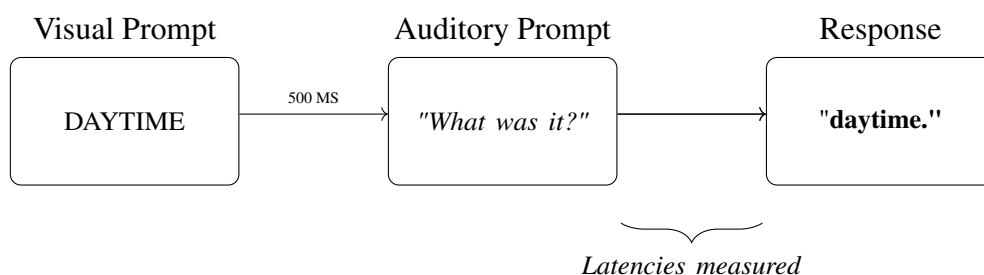 Visual Prompt
Auditory Prompt
Response
DAYTIME
500 MS
"What was it?"
"daytime."
Latencies measured